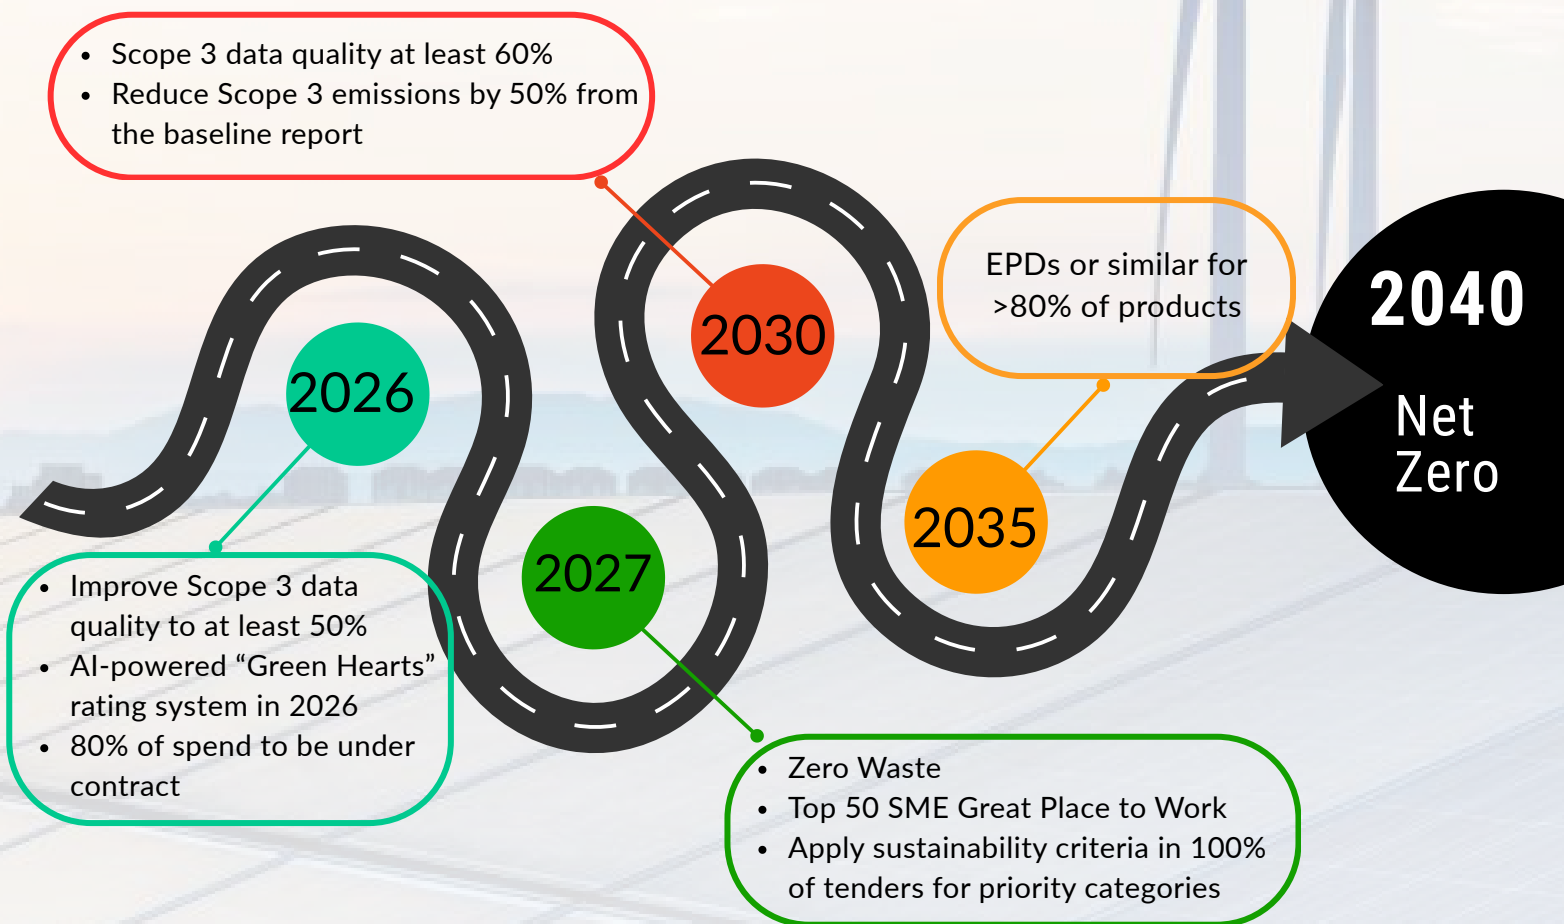 • Scope 3 data quality at least 60%
• Reduce Scope 3 emissions by 50% from
the baseline report
2026
• Improve Scope 3 data
quality to at least 50%
• AI-powered “Green Hearts”
rating system in 2026
• 80% of spend to be under
contract
2027
• Zero Waste
• Top 50 SME Great Place to Work
• Apply sustainability criteria in 100%
of tenders for priority categories
2030
2035
EPDs or similar for
>80% of products
2040
Net
Zero